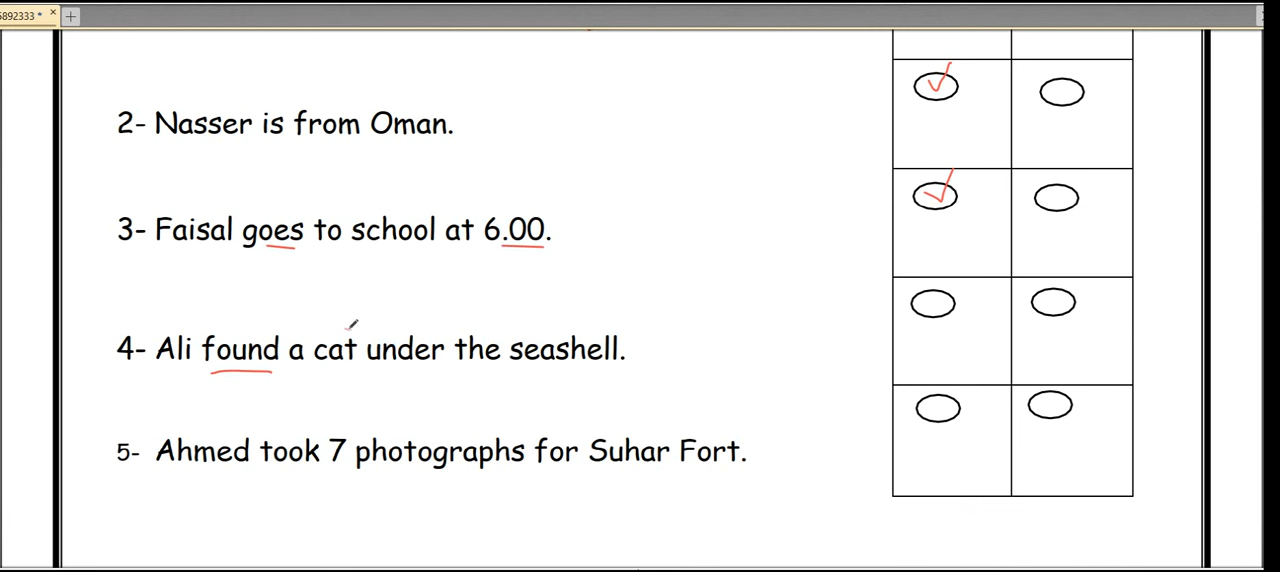 5892333 *
2- Nasser is from Oman.
3- Faisal goes to school at 6.00.
4- Ali found a cat under the seashell.
5- Ahmed took 7 photographs for Suhar Fort.